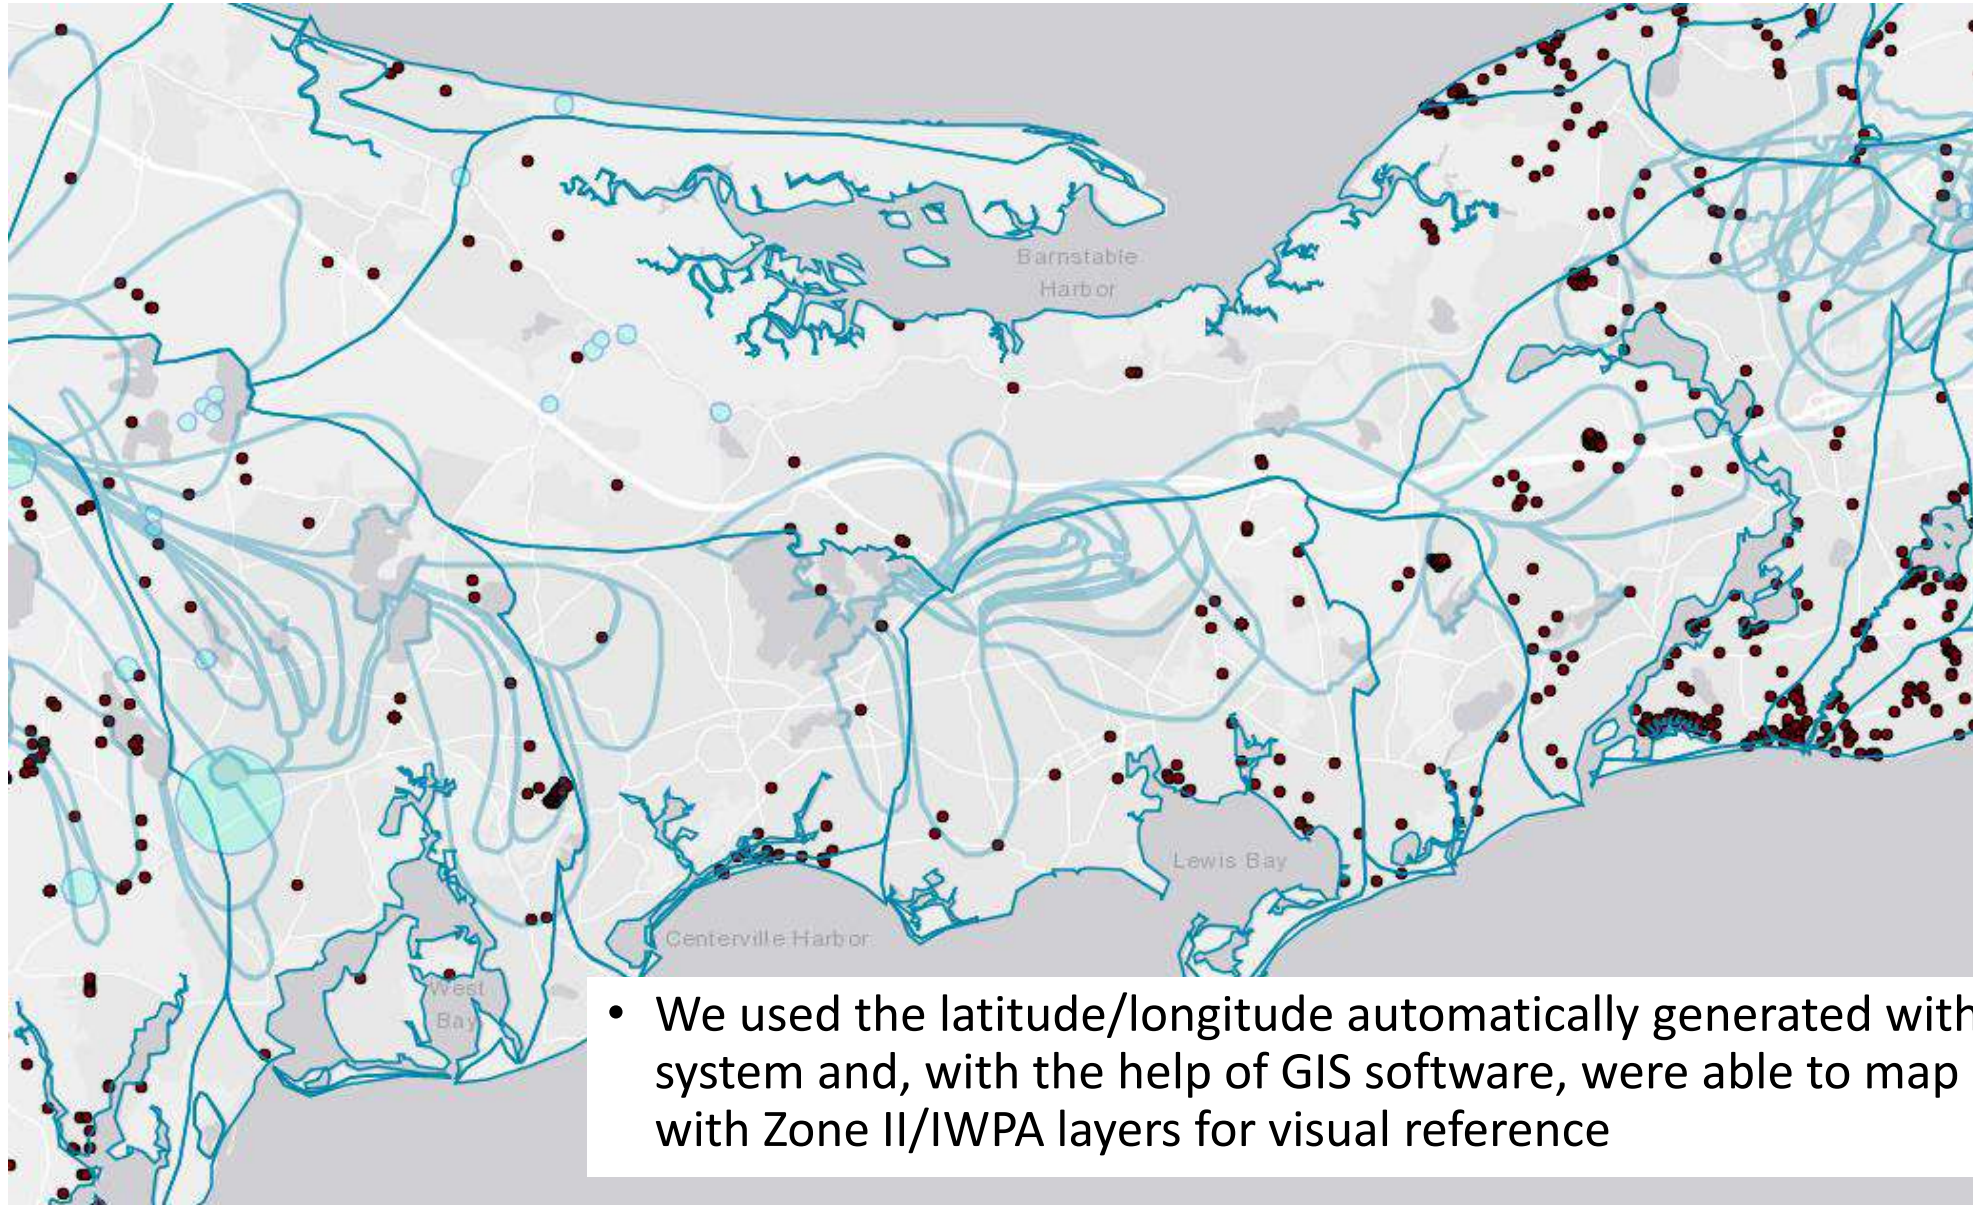 Barnstable
Harbor
Lewis Bay
Centerville Harbor
West
Bay
• We used the latitude/longitude automatically generated with
system and, with the help of GIS software, were able to map
with Zone II/IWPA layers for visual reference